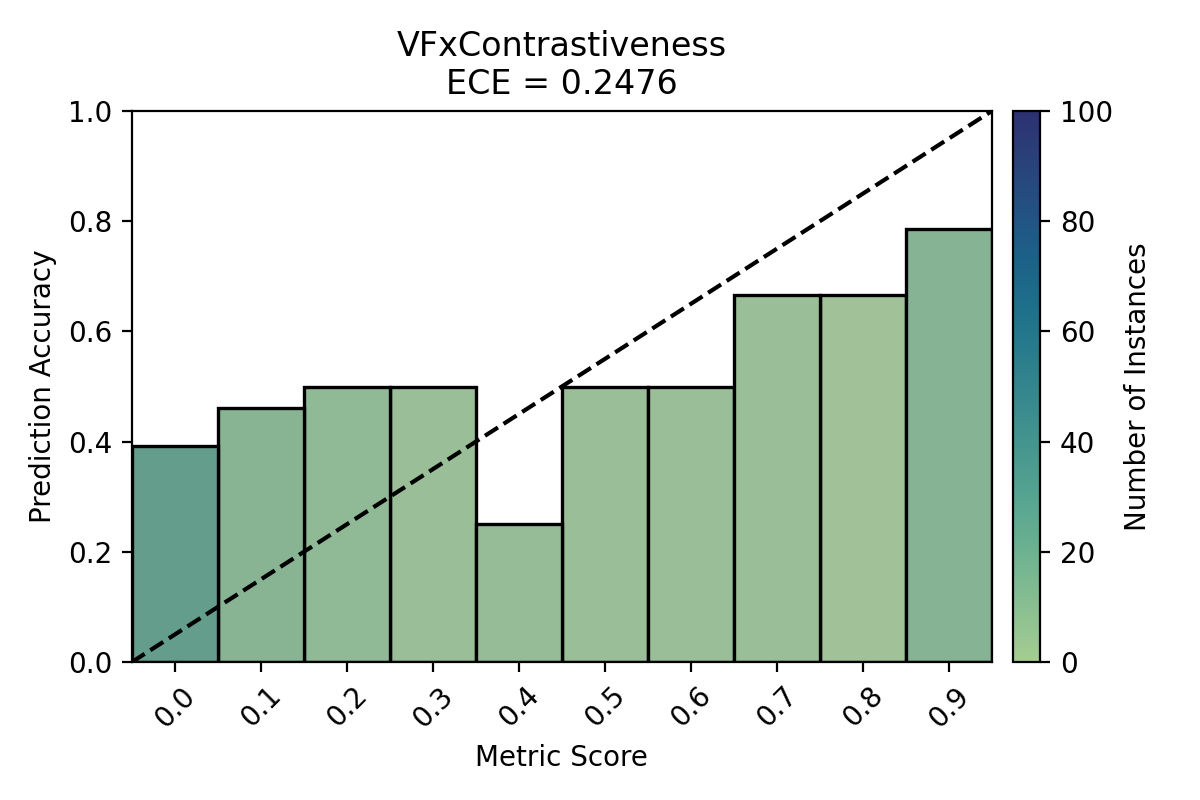 VFxContrastiveness
ECE = 0.2476
1.0
0.8
0.6
0.4
0.2
0.0
Prediction Accuracy
0.0 0.1 0.2 0.3 0.4 0.5 0.6 0.7 0.8 0.9
Metric Score
100
80
60
40
20
0
Number of Instances